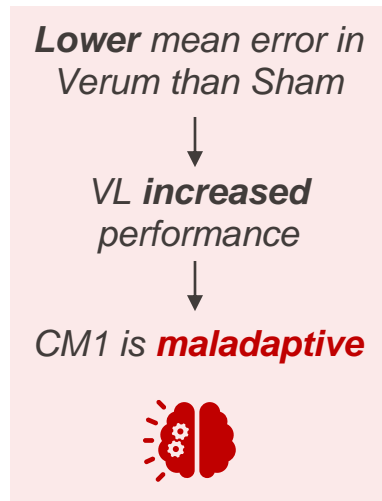 Lower mean error in
Verum than Sham
VL increased
performance
CM1 is maladaptive